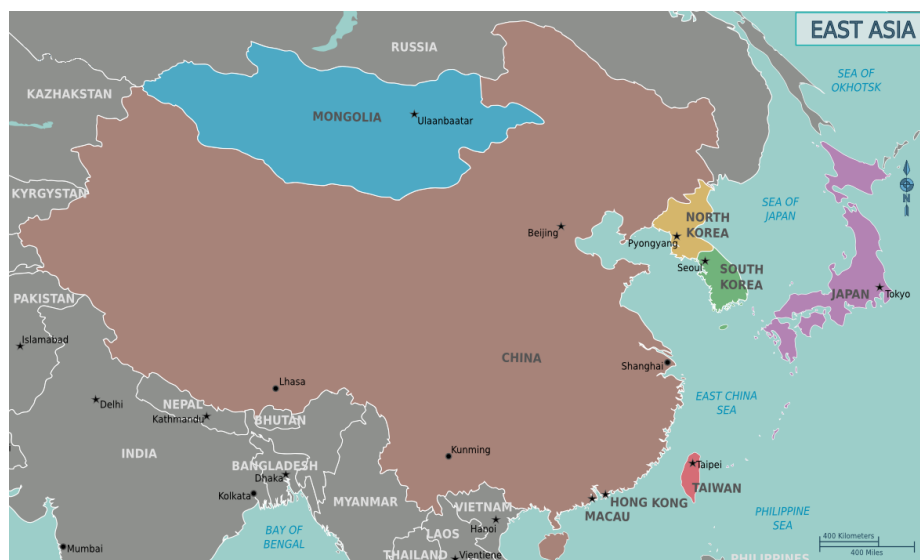 EAST ASIA
RUSSIA
SEA OF
OKHOTSK
KAZAKHSTAN
MONGOLIA
Ulaanbaatar
KYRGYSTAN
SEA OF
JAPAN
N
NORTH
KOREA
Beijing
Pyongyang
Seoul
SOUTH
KOREA
JAPAN
Tokyo
PAKISTAN
Islamabad
CHINA
Shanghai
Lhasa
Delhi
NEPAL
Kathmandu
BHUTAN
EAST CHINA
SEA
INDIA
Kunming
BANGLADESH
Dhaka
Kolkata
Taipei
TAIWAN
MYANMAR
VIETNAM
HONG KONG
MACAU
Hanoi
LAOS
PHILIPPINE
SEA
BAY OF
BENGAL
Mumbai
THAILAND
Vientiene
400 Kilometers
400 Miles
PHILIPPINES